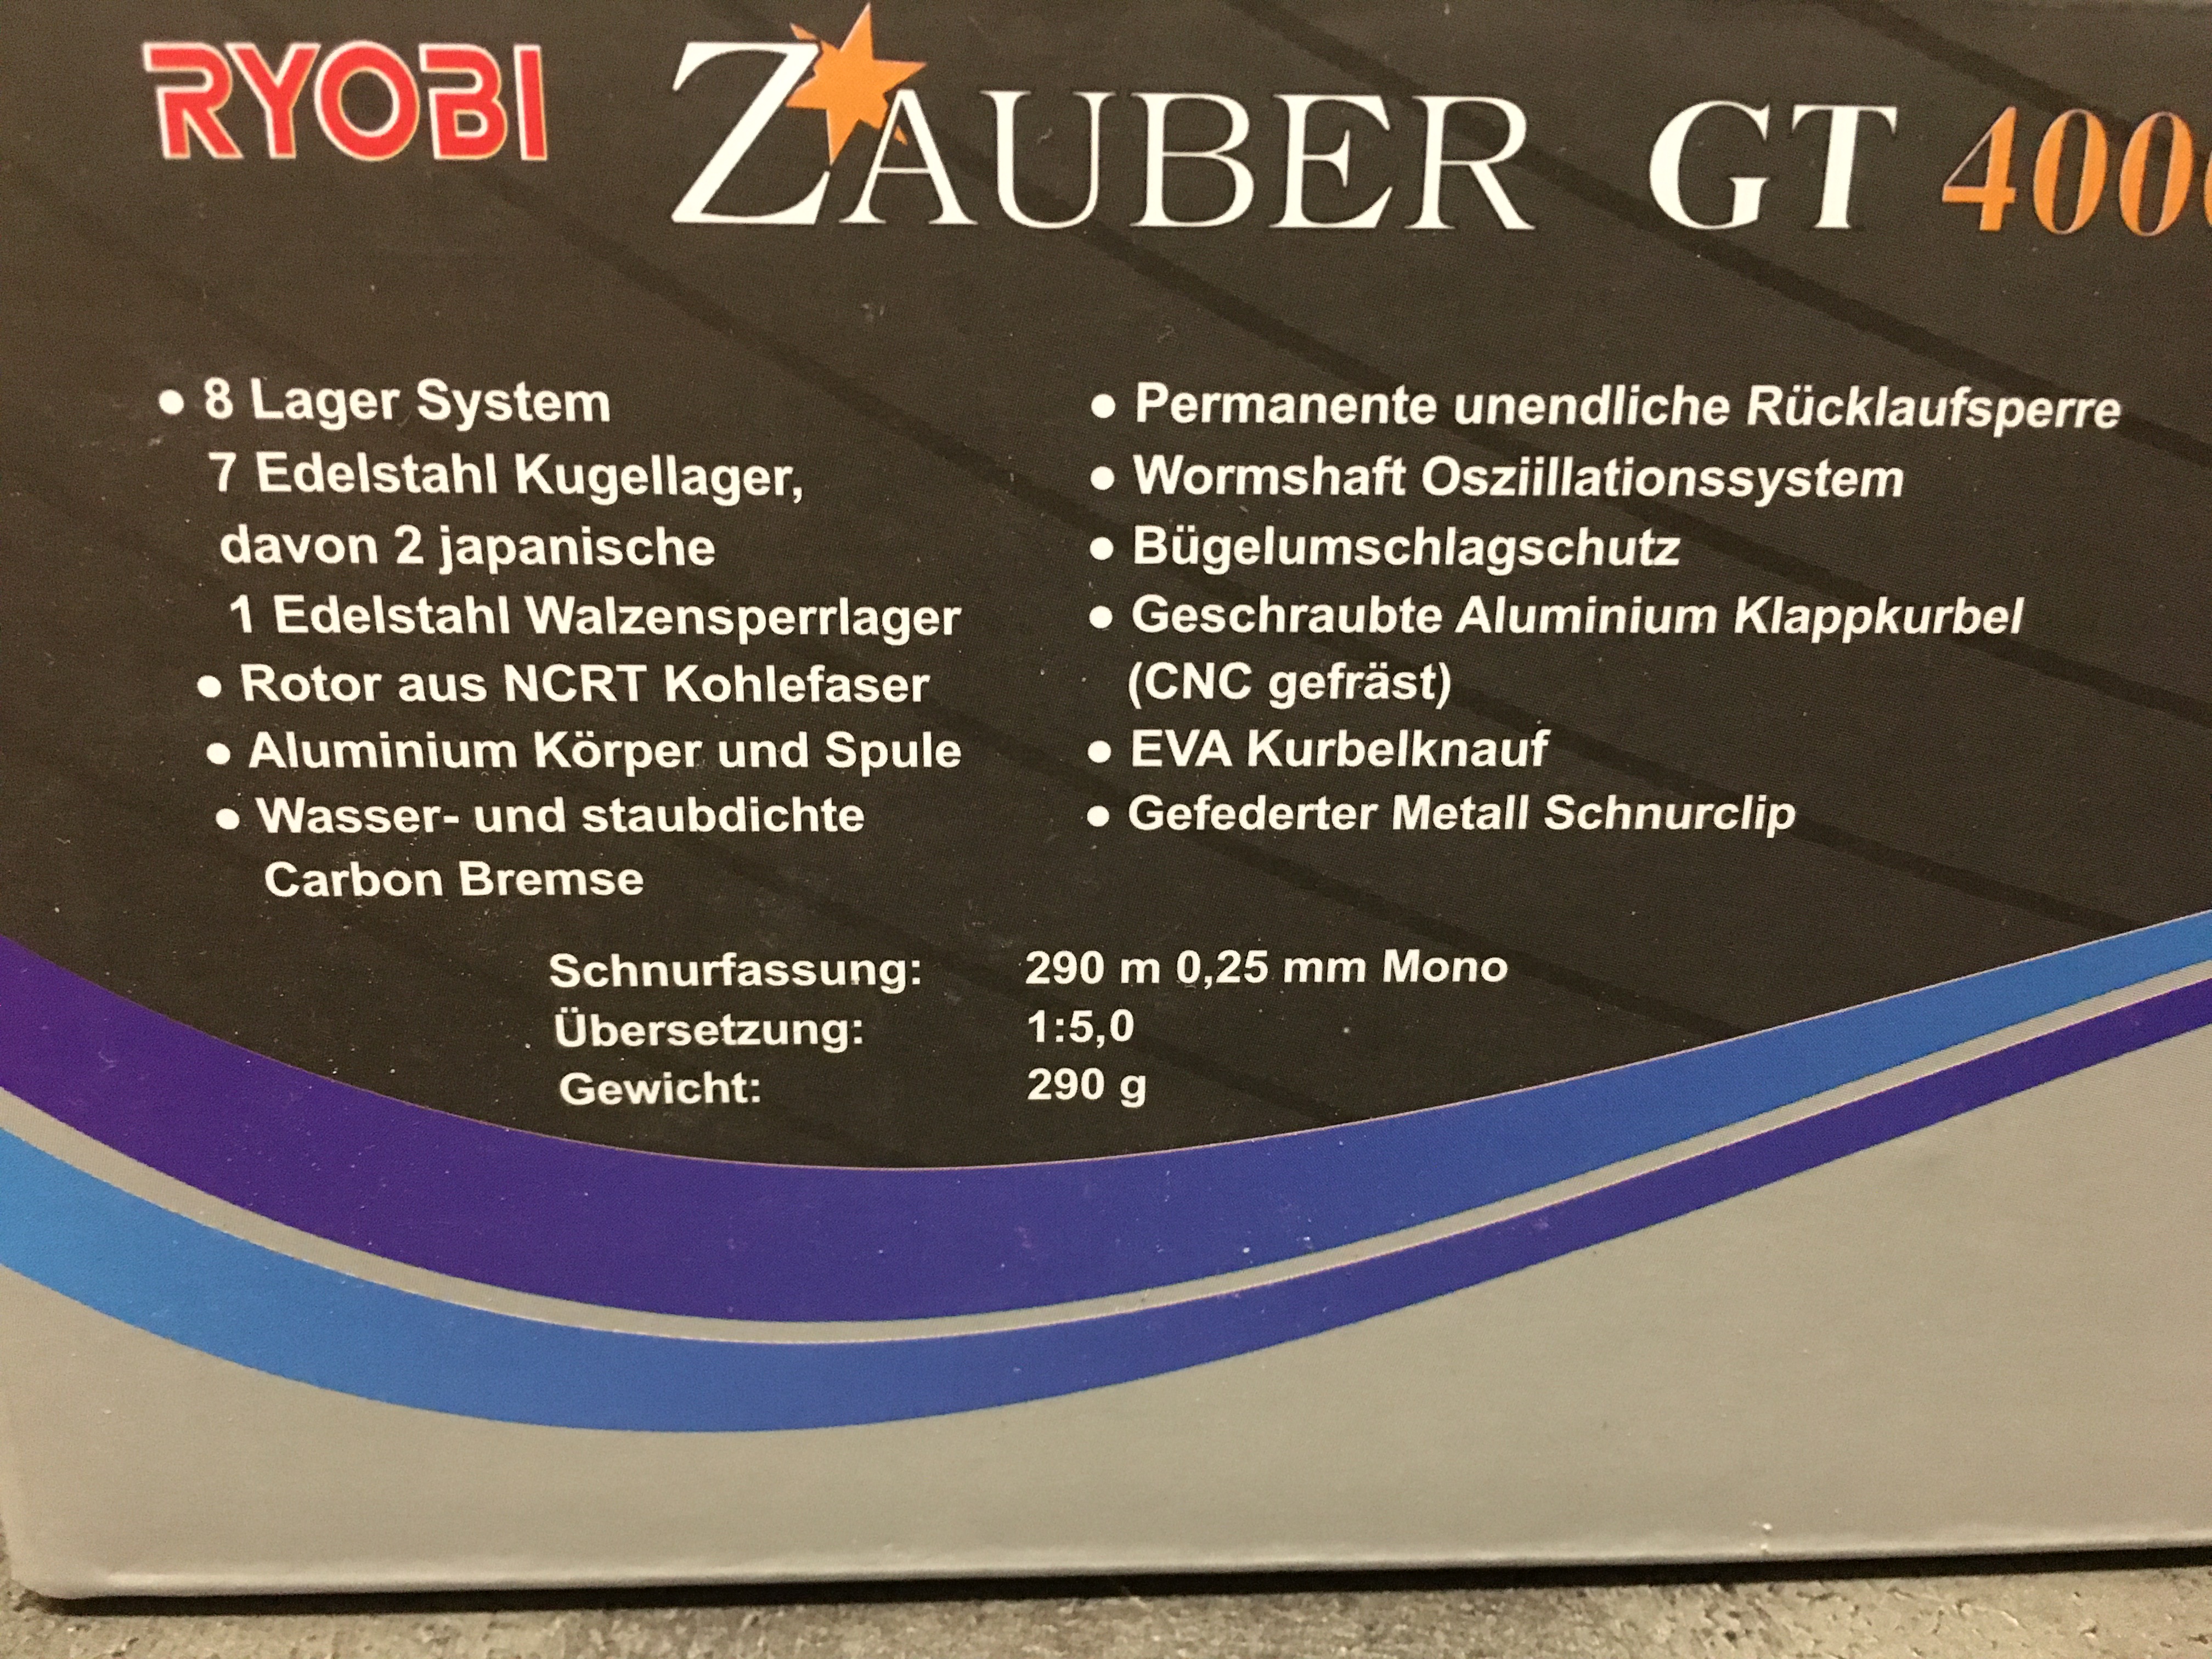 RYOBI ZAUBER GT 4000
• 8 Lager System
7 Edelstahl Kugellager,
davon 2 japanische
1 Edelstahl Walzensperrlager
• Rotor aus NCRT Kohlefaser
• Aluminium Körper und Spule
• Wasser- und staubdichte
Carbon Bremse
• Permanente unendliche Rücklaufsperre
• Wormshaft Osziillationssystem
• Bügelumschlagschutz
• Geschraubte Aluminium Klappkurbel
(CNC gefräst)
• EVA Kurbelknauf
• Gefederter Metall Schnurclip
Schnurfassung: 290 m 0,25 mm Mono
Übersetzung: 1:5,0
Gewicht: 290 g